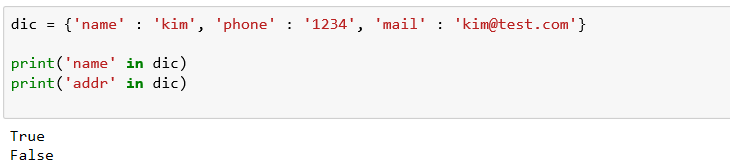 dic = {'name' : 'kim', 'phone' : '1234', 'mail' : 'kim@test.com'}
print('name' in dic)
print('addr' in dic)
True
False